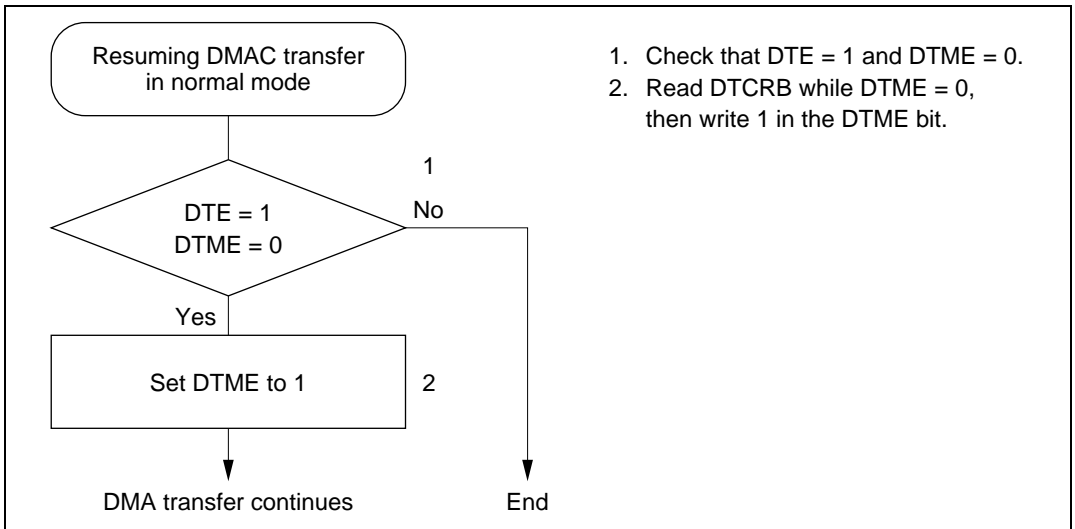 Resuming DMAC transfer
in normal mode
1. Check that DTE = 1 and DTME = 0.
2. Read DTCRB while DTME = 0,
then write 1 in the DTME bit.
1
DTE = 1
DTME = 0
No
Yes
Set DTME to 1
2
DMA transfer continues
End